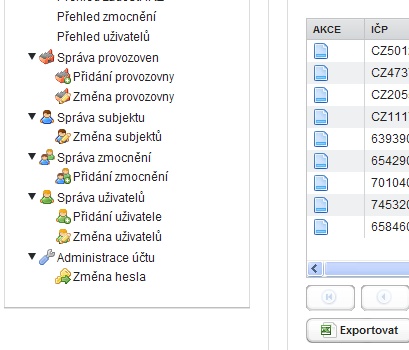 Přehled zmocnění
Přehled uživatelů
Správa provozoven
Přidání provozovny
Změna provozovny
Správa subjektu
Změna subjektů
Správa zmocnění
Přidání zmocnění
Správa uživatelů
Přidání uživatele
Změna uživatelů
Administrace účtu
Změna hesla
AKCE IČP
CZ501
CZ473
CZ205
CZ111
639390
654290
701040
745320
658460
Exportovat